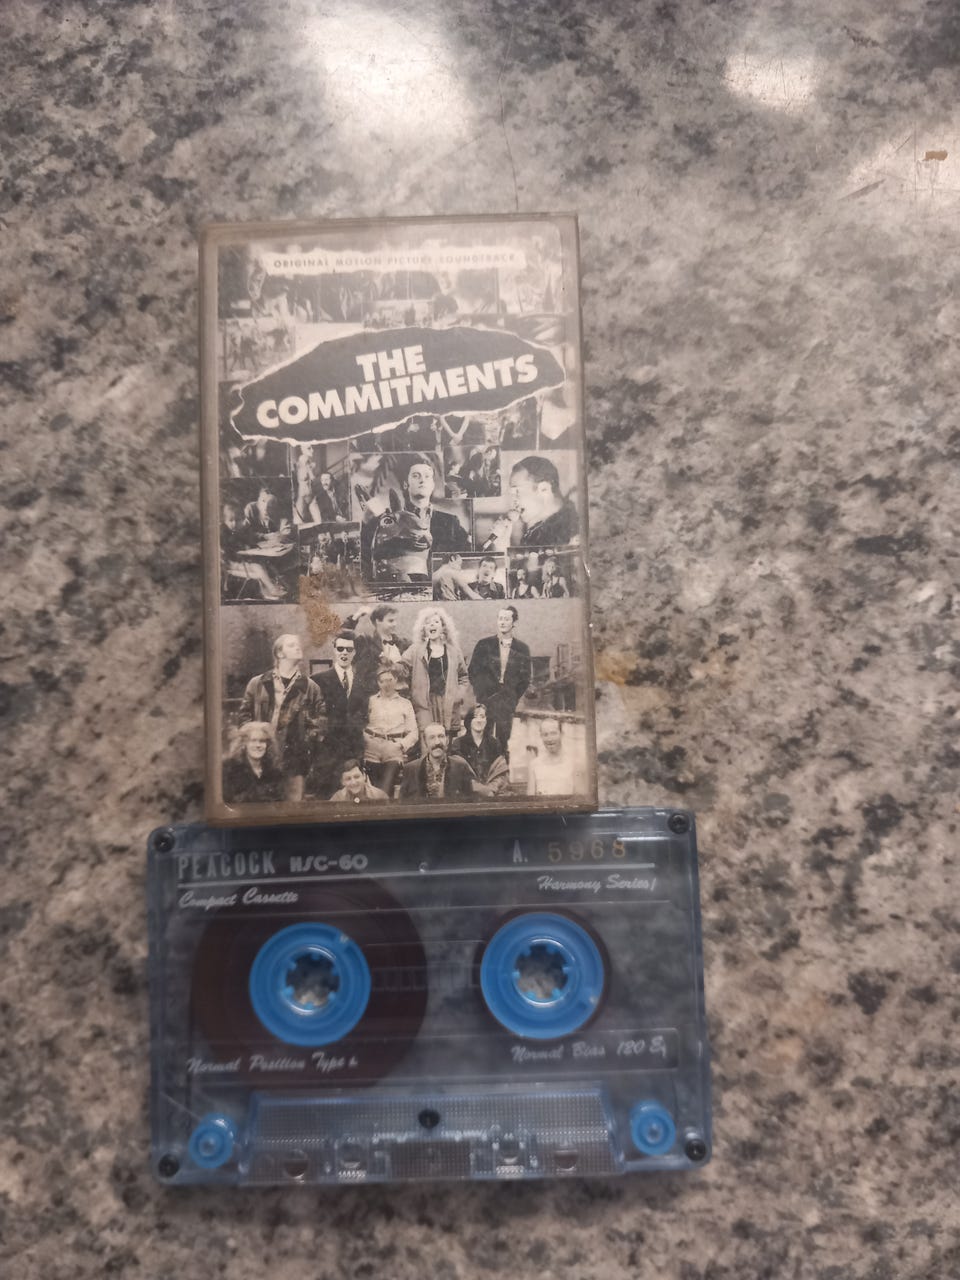 ORIGINAL MOTION PICTURE SOUNDTRACK
THE
COMMITMENTS
PEACOCK H/C-60
A. 5968
Compact Cassette
Harmony Series/
Normal Position Type
Normal Bias 120 Eq